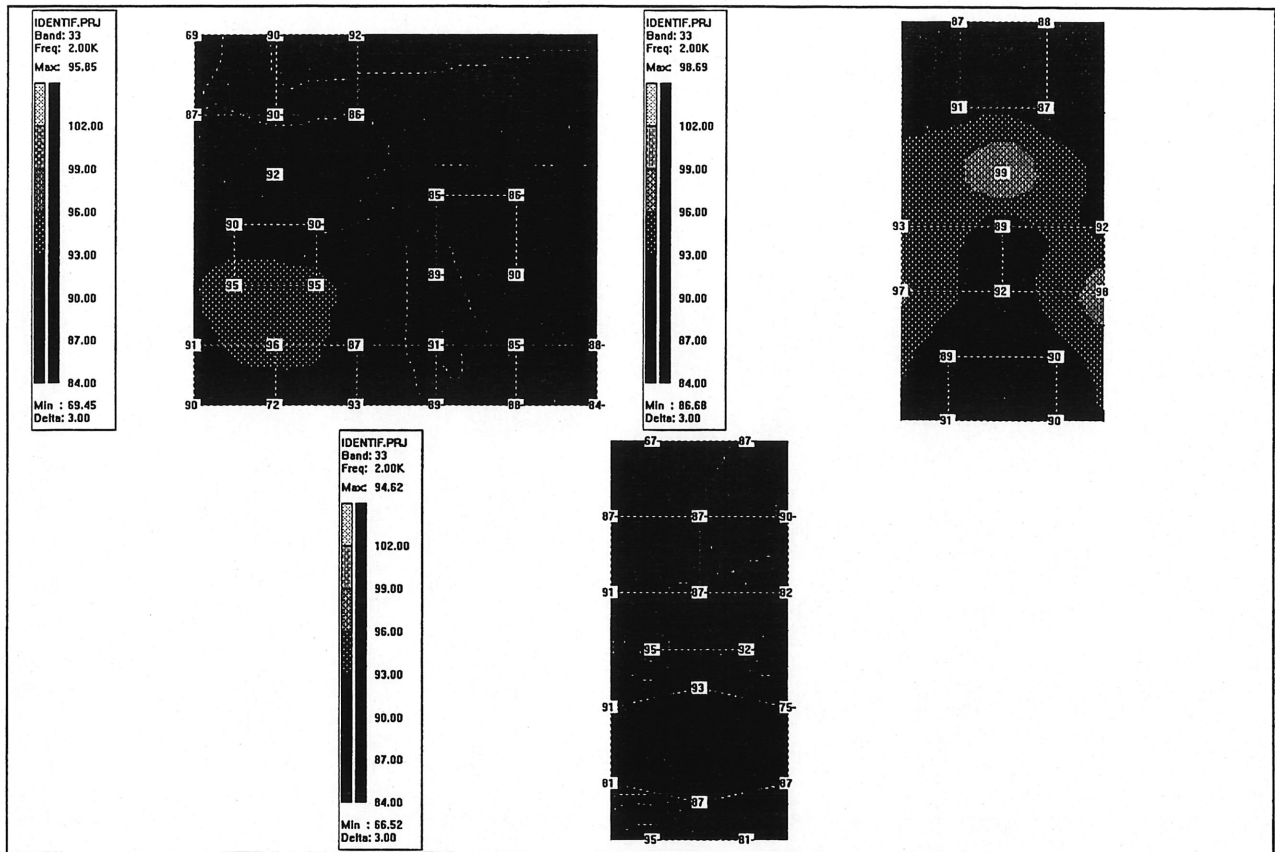 IDENTIF.PRJ
Band: 33
Freq: 2.00K
Max: 95.85
102.00
99.00
96.00
93.00
90.00
87.00
84.00
Min : 69.45
Delta: 3.00
69 90 92
87 90 86
92
85 86
90 90
89 90
95 95
91 96 87 91 85 88
90 72 93 69 88 84
IDENTIF.PRJ
Band: 33
Freq: 2.00K
Max: 98.69
102.00
99.00
96.00
93.00
90.00
87.00
84.00
Min : 86.68
Delta: 3.00
87 88
91 87
99
93 89 92
97 92 98
89 90
91 90
IDENTIF.PRJ
Band: 33
Freq: 2.00K
Max: 94.62
102.00
99.00
96.00
93.00
90.00
87.00
84.00
Min : 66.52
Delta: 3.00
67 87
87 87 90
91 87 82
95 92
93
91 75
81 87
87
95 81